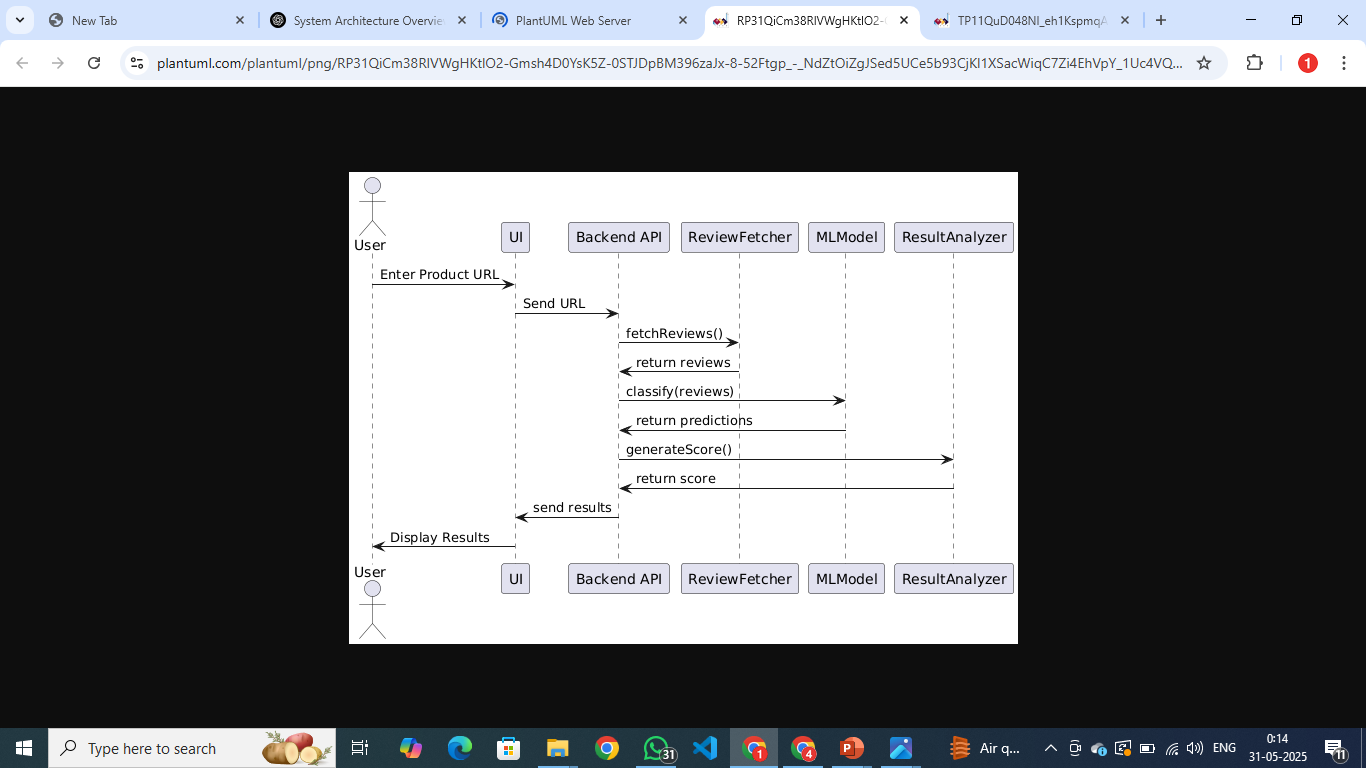 New Tab
System Architecture Overvie
PlantUML Web Server
RP31QiCm38RlVWgHKtlO2-
TP11QuD048Nl_eh1KspmqA
plantuml.com/plantuml/png/RP31QiCm38RlVWgHKtlO2-Gmsh4D0YsK5Z-0STJDpBM396zaJx-8-52Ftgp_-_NdZtOiZgJSed5UCe5b93CjKl1XSacWiqC7Zi4EhVpY_1Uc4VQ...
1
User
UI
Backend API
ReviewFetcher
MLModel
ResultAnalyzer
Enter Product URL
Send URL
fetchReviews()
return reviews
classify(reviews)
return predictions
generateScore()
return score
send results
Display Results
User
UI
Backend API
ReviewFetcher
MLModel
ResultAnalyzer
Type here to search
31
1
4
Air q...
ENG
0:14
31-05-2025
11